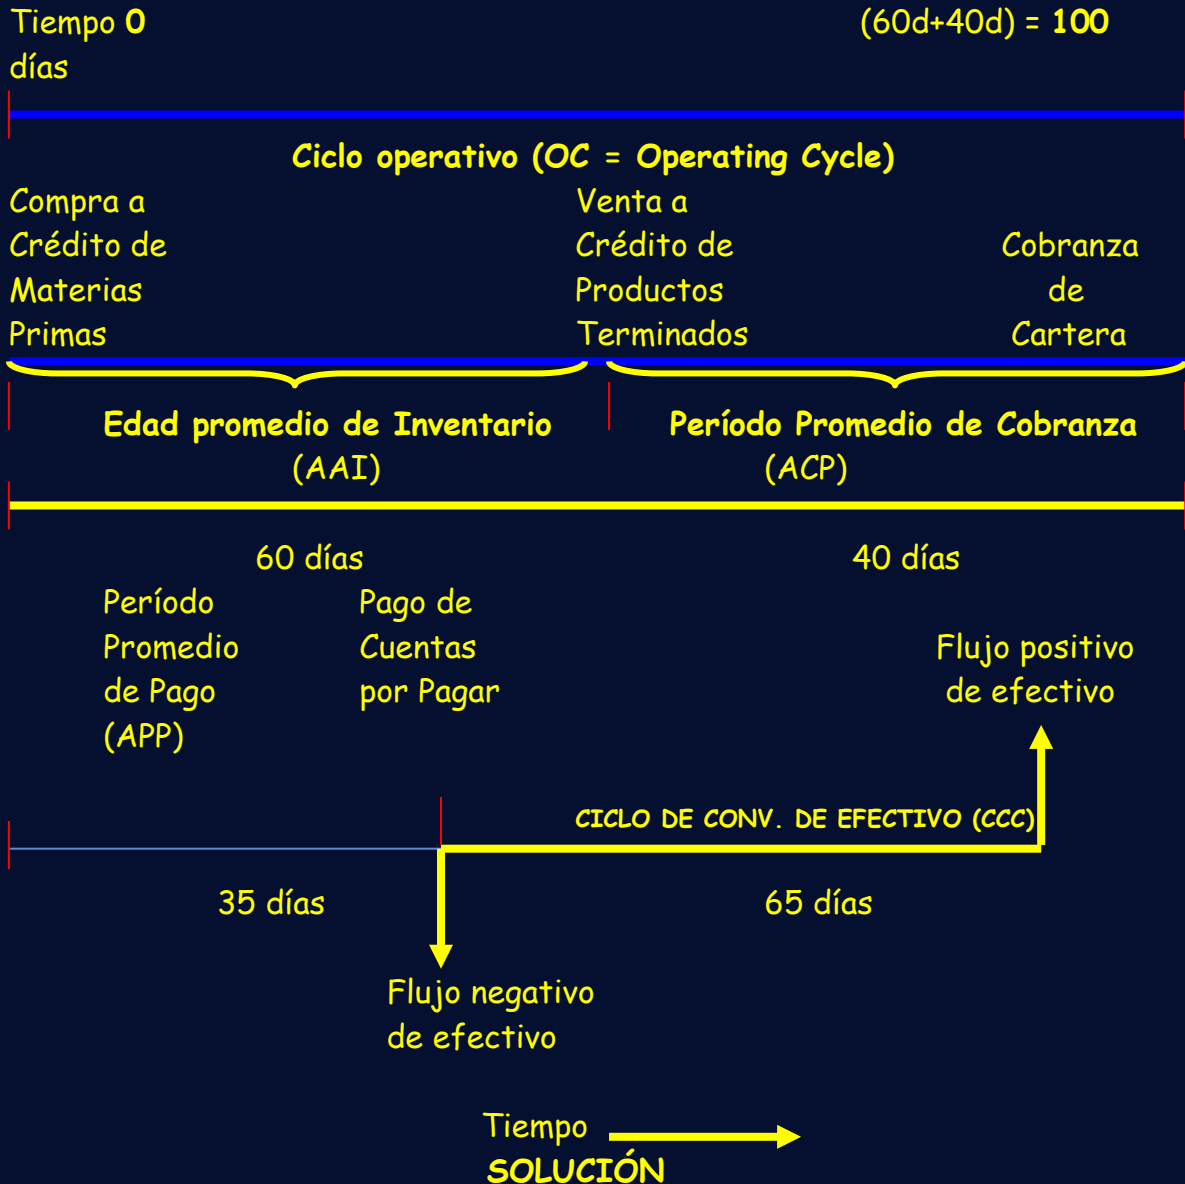 Tiempo 0
(60d+40d) = 100
días
Ciclo operativo (OC = Operating Cycle)
Compra a
Crédito de
Materias
Primas
Venta a
Crédito de
Productos
Terminados
Cobranza
de
Cartera
Edad promedio de Inventario
(AAI)
Período Promedio de Cobranza
(ACP)
60 días
40 días
Período
Promedio
de Pago
(APP)
Pago de
Cuentas
por Pagar
Flujo positivo
de efectivo
CICLO DE CONV. DE EFECTIVO (CCC)
35 días
65 días
Flujo negativo
de efectivo
Tiempo
SOLUCIÓN